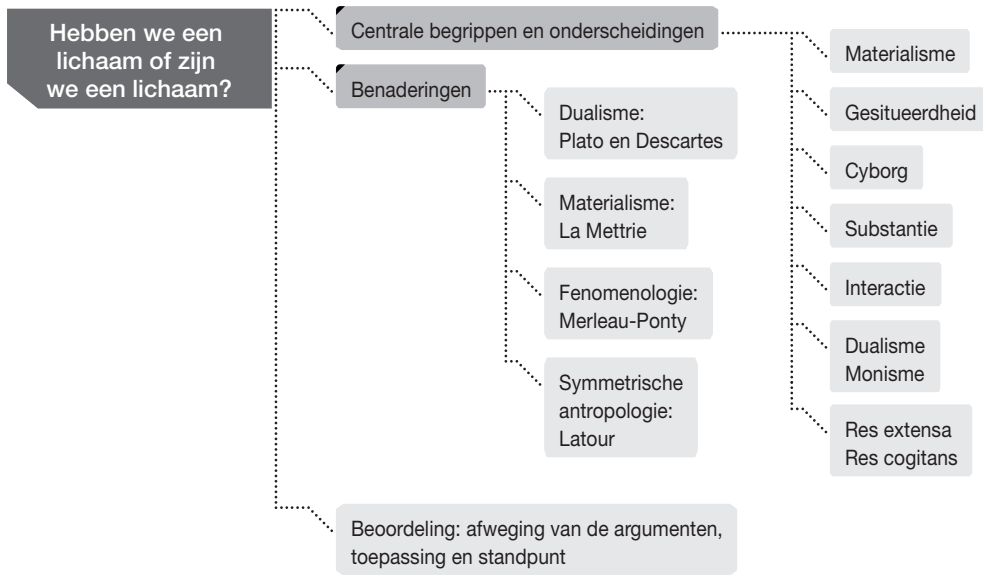 Hebben we een
lichaam of zijn
we een lichaam?
Centrale begrippen en onderscheidingen
Materialisme
Gesitueerdheid
Cyborg
Substantie
Interactie
Dualisme
Monisme
Res extensa
Res cogitans
Benaderingen
Dualisme:
Plato en Descartes
Materialisme:
La Mettrie
Fenomenologie:
Merleau-Ponty
Symmetrische
antropologie:
Latour
Beoordeling: afweging van de argumenten,
toepassing en standpunt